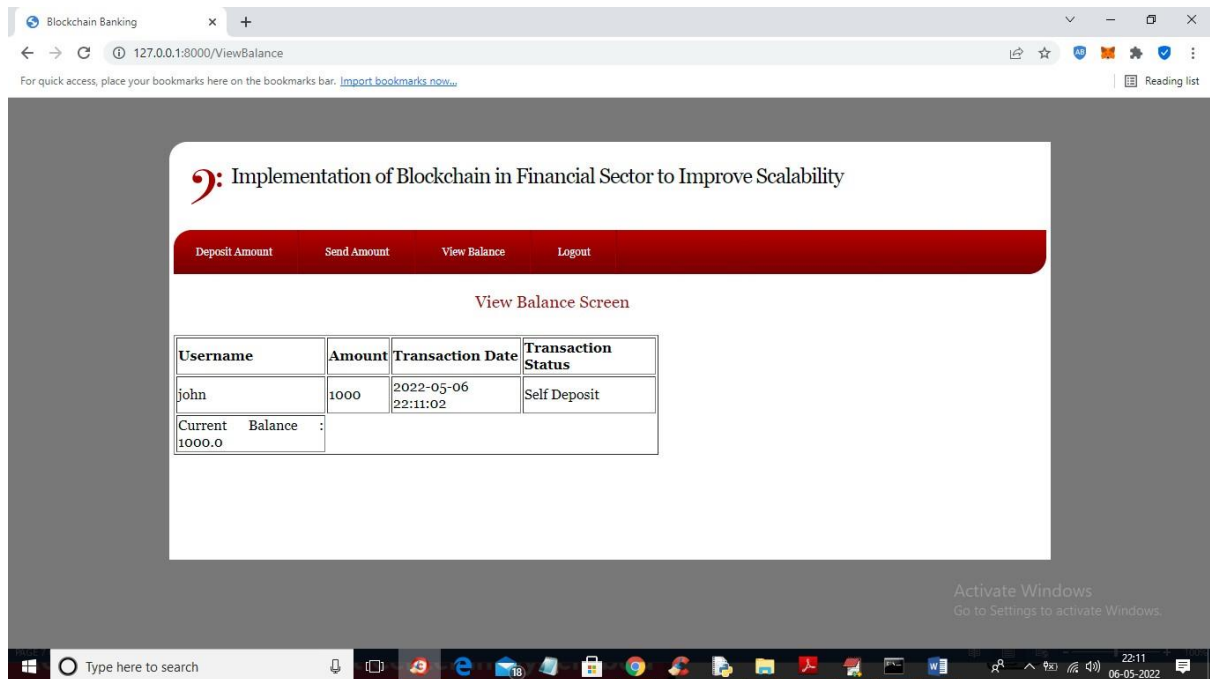 Blockchain Banking
127.0.0.1:8000/ViewBalance
For quick access, place your bookmarks here on the bookmarks bar. Import bookmarks now...
Reading list
Implementation of Blockchain in Financial Sector to Improve Scalability
Deposit Amount Send Amount View Balance Logout
View Balance Screen
Username Amount Transaction Date Transaction
Status
john 1000 2022-05-06
22:11:02 Self Deposit
Current Balance :
1000.0
Activate Windows
Go to Settings to activate Windows.
Type here to search
18
22:11
06-05-2022